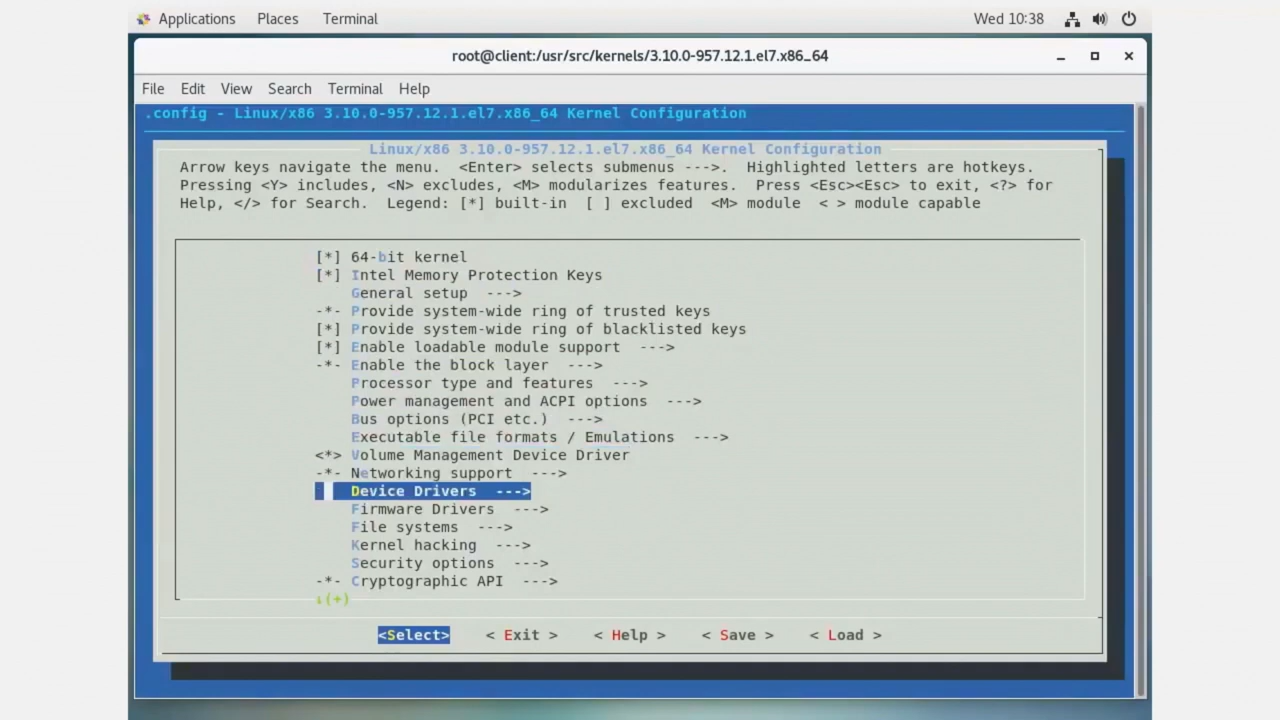 Applications Places Terminal Wed 10:38
root@client:/usr/src/kernels/3.10.0-957.12.1.el7.x86_64
File Edit View Search Terminal Help
.config - Linux/x86 3.10.0-957.12.1.el7.x86_64 Kernel Configuration
Linux/x86 3.10.0-957.12.1.el7.x86_64 Kernel Configuration
Arrow keys navigate the menu. <Enter> selects submenus --->. Highlighted letters are hotkeys.
Pressing <Y> includes, <N> excludes, <M> modularizes features. Press <Esc><Esc> to exit, <?> for
Help, </> for Search. Legend: [*] built-in [ ] excluded <M> module < > module capable
[*] 64-bit kernel
[*] Intel Memory Protection Keys
General setup --->
-*- Provide system-wide ring of trusted keys
[*] Provide system-wide ring of blacklisted keys
[*] Enable loadable module support --->
-*- Enable the block layer --->
Processor type and features --->
Power management and ACPI options --->
Bus options (PCI etc.) --->
Executable file formats / Emulations --->
<*> Volume Management Device Driver
-*- Networking support --->
Device Drivers --->
Firmware Drivers --->
File systems --->
Kernel hacking --->
Security options --->
-*- Cryptographic API --->
↓(+)
<Select> < Exit > < Help > < Save > < Load >